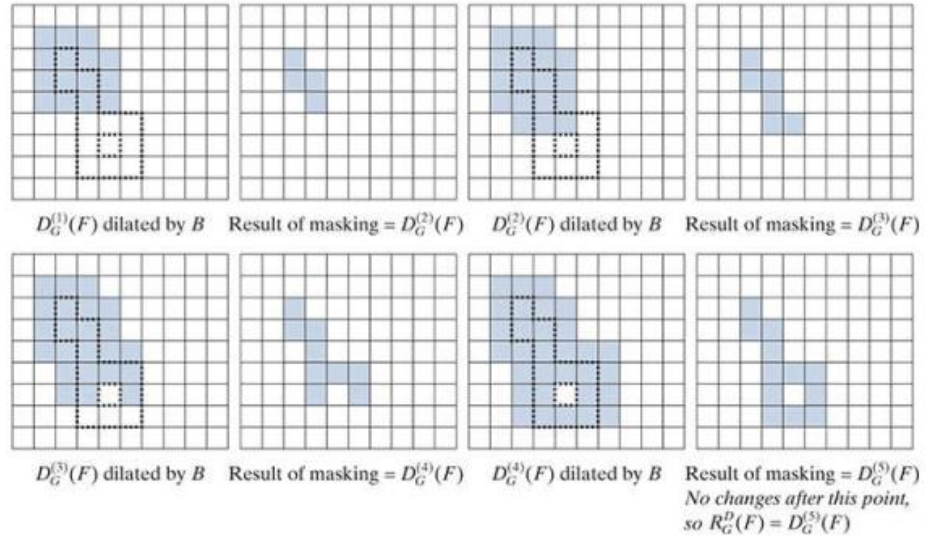 D_G^{(1)}(F) dilated by B
Result of masking = D_G^{(2)}(F)
D_G^{(2)}(F) dilated by B
Result of masking = D_G^{(3)}(F)
D_G^{(3)}(F) dilated by B
Result of masking = D_G^{(4)}(F)
D_G^{(4)}(F) dilated by B
Result of masking = D_G^{(5)}(F)
No changes after this point,
so R_G^D(F) = D_G^{(5)}(F)